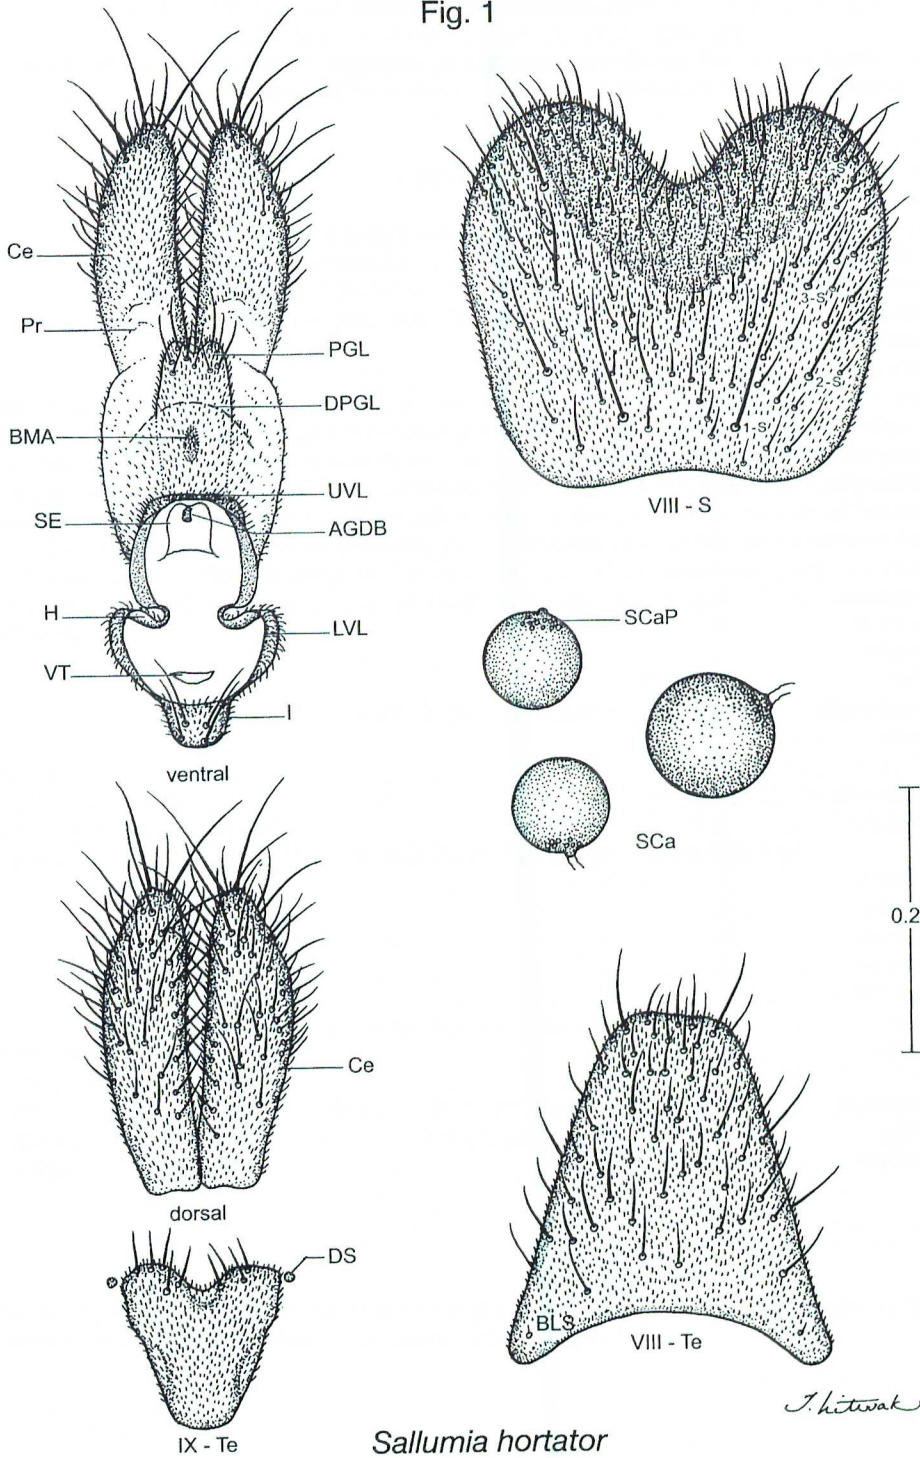 Fig. 1
Ce
Pr
PGL
DPGL
BMA
UVL
SE
AGDB
H
LVL
VT
I
ventral
3-S
2-S
1-S
VIII - S
SCaP
SCa
0.2
Ce
dorsal
DS
IX - Te
BLS
VIII - Te
T. Litwak
Sallumia hortator